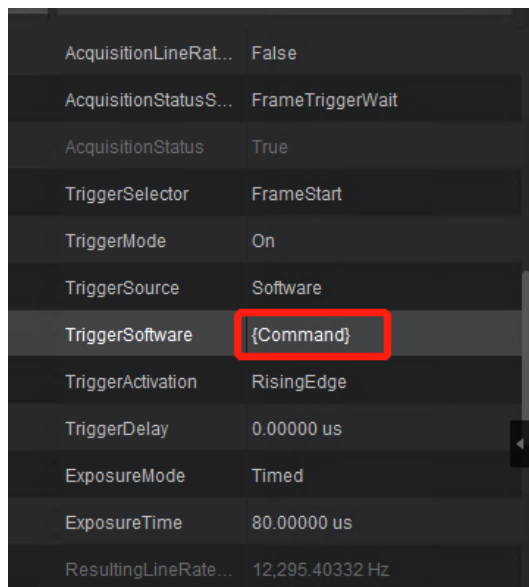 AcquisitionLineRat... False
AcquisitionStatusS... FrameTriggerWait
AcquisitionStatus True
TriggerSelector FrameStart
TriggerMode On
TriggerSource Software
TriggerSoftware {Command}
TriggerActivation RisingEdge
TriggerDelay 0.00000 us
ExposureMode Timed
ExposureTime 80.00000 us
ResultingLineRate... 12,295.40332 Hz